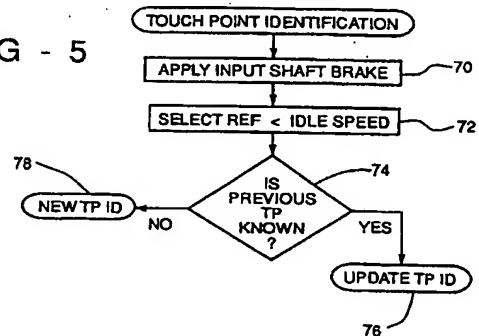 G - 5
TOUCH POINT IDENTIFICATION
APPLY INPUT SHAFT BRAKE
70
SELECT REF < IDLE SPEED
72
74
IS
PREVIOUS
TP
KNOWN
?
78
NEW TP ID
NO
YES
UPDATE TP ID
76